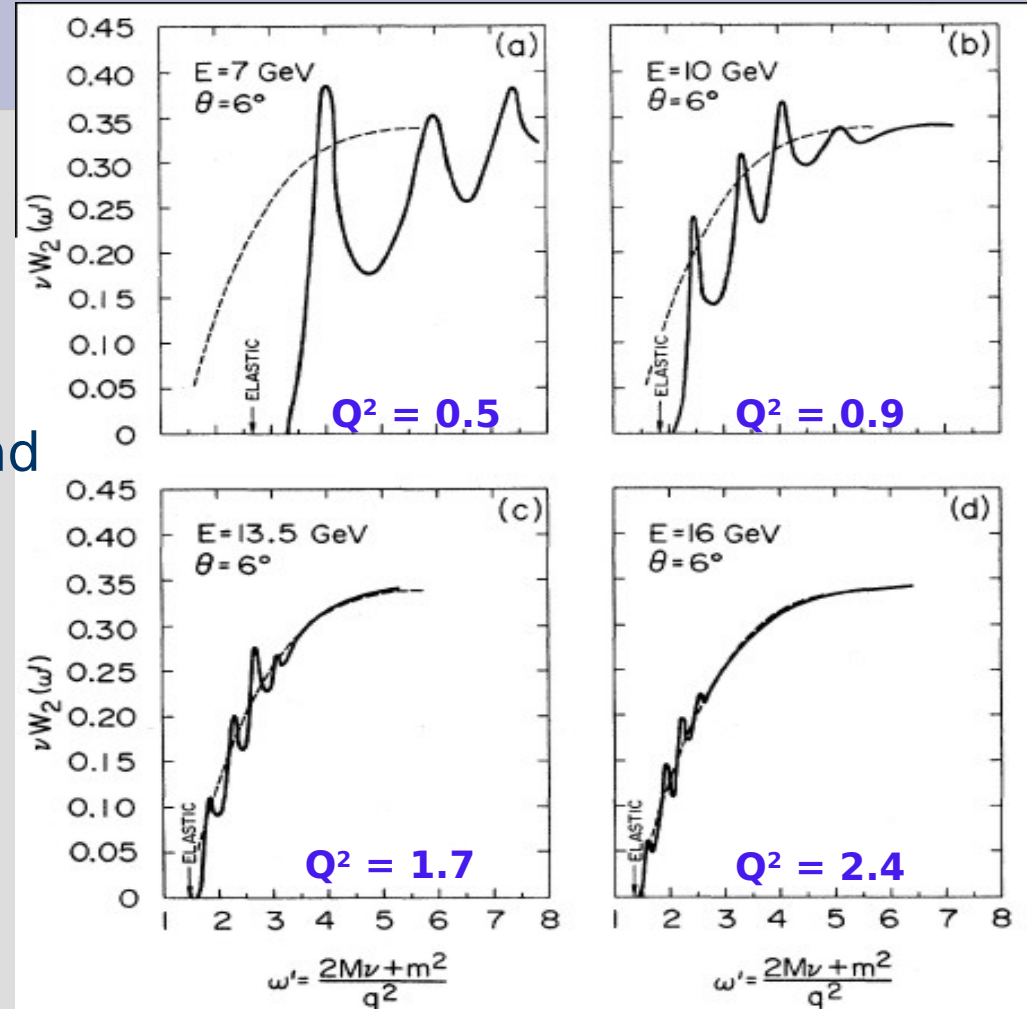 (a)
E=7 GeV
θ=6°
0.45
0.40
0.35
0.30
0.25
0.20
0.15
0.10
0.05
0
νW₂(ω′)
ELASTIC
Q² = 0.5
(b)
E=10 GeV
θ=6°
ELASTIC
Q² = 0.9
nd
(c)
E=13.5 GeV
θ=6°
0.45
0.40
0.35
0.30
0.25
0.20
0.15
0.10
0.05
0
νW₂(ω′)
ELASTIC
Q² = 1.7
1 2 3 4 5 6 7 8
ω′= 2Mν+m²
q²
(d)
E=16 GeV
θ=6°
ELASTIC
Q² = 2.4
1 2 3 4 5 6 7 8
ω′= 2Mν+m²
q²